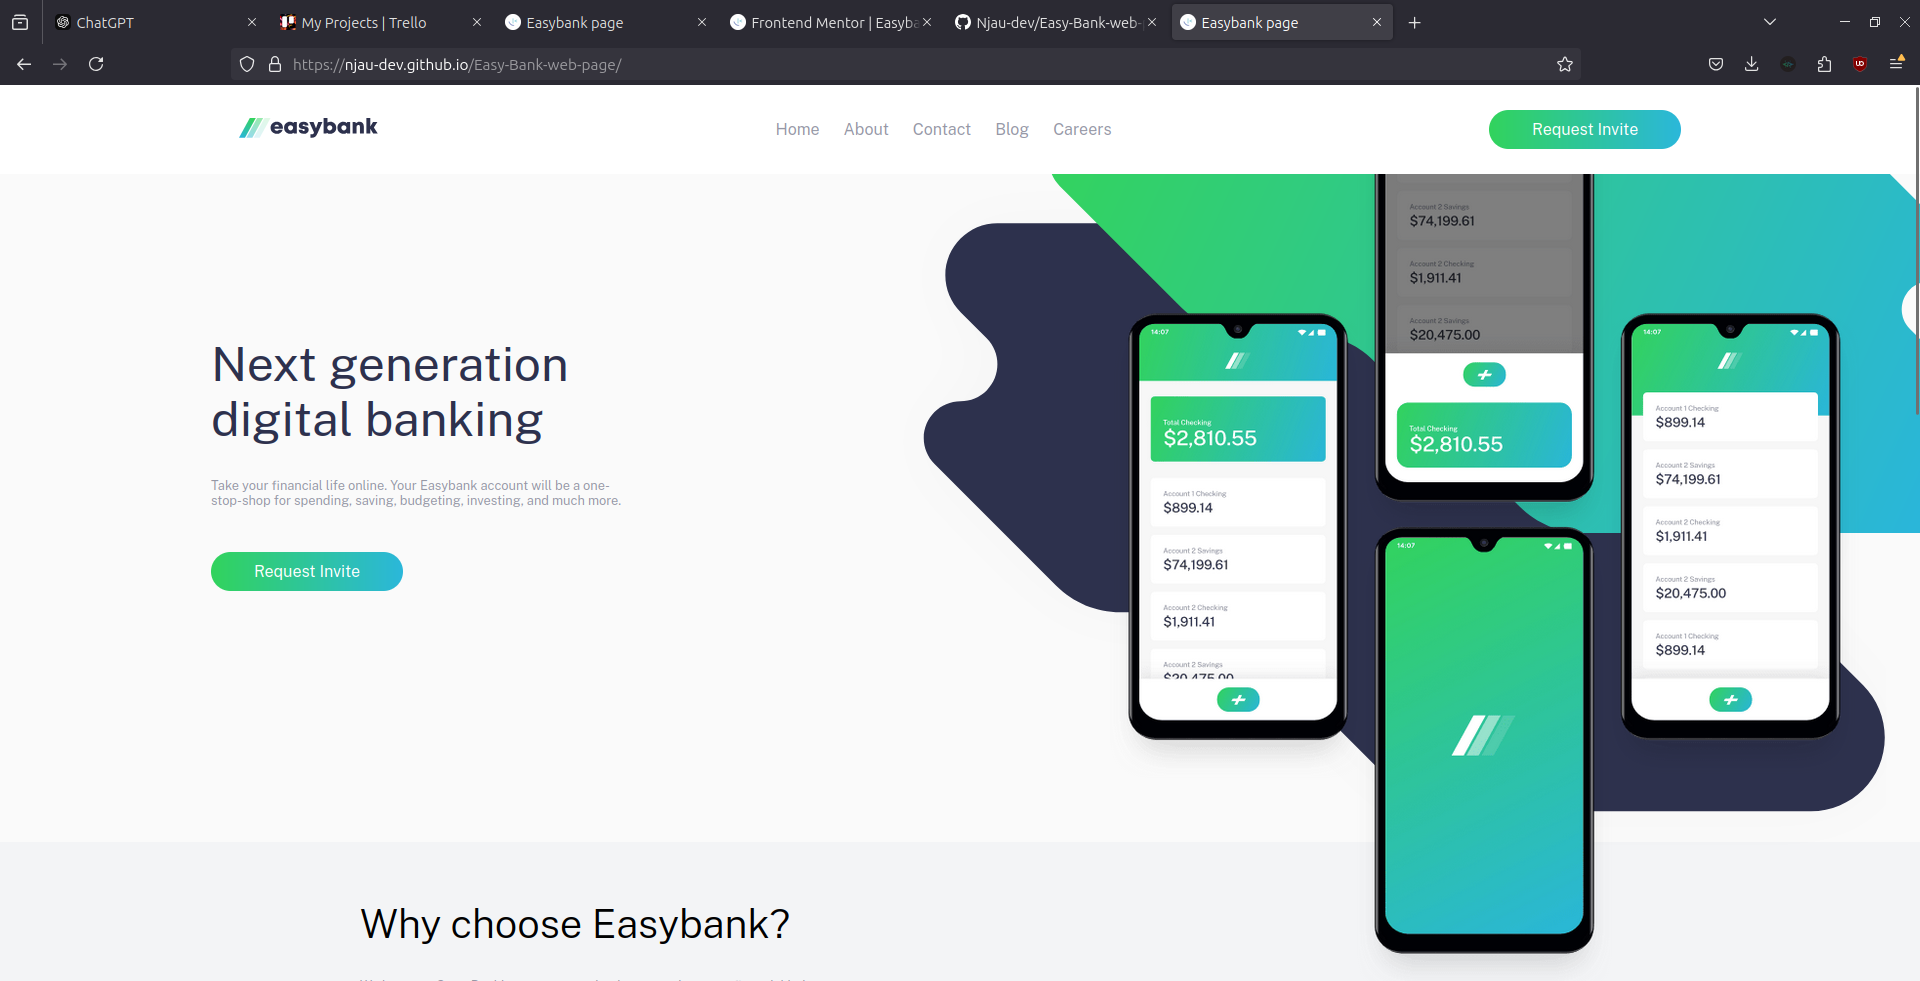 ChatGPT
My Projects | Trello
Easybank page
Frontend Mentor | Easyba
Njau-dev/Easy-Bank-web-
Easybank page
https://njau-dev.github.io/Easy-Bank-web-page/
easybank
Home
About
Contact
Blog
Careers
Request Invite
Next generation
digital banking
Take your financial life online. Your Easybank account will be a one-
stop-shop for spending, saving, budgeting, investing, and much more.
Request Invite
14:07
Total Checking
$2,810.55
Account 1 Checking
$899.14
Account 2 Savings
$74,199.61
Account 2 Checking
$1,911.41
Account 2 Savings
$20,475.00
Account 2 Savings
$74,199.61
Account 2 Checking
$1,911.41
Account 2 Savings
$20,475.00
Total Checking
$2,810.55
14:07
14:07
Account 1 Checking
$899.14
Account 2 Savings
$74,199.61
Account 2 Checking
$1,911.41
Account 2 Savings
$20,475.00
Account 1 Checking
$899.14
Why choose Easybank?